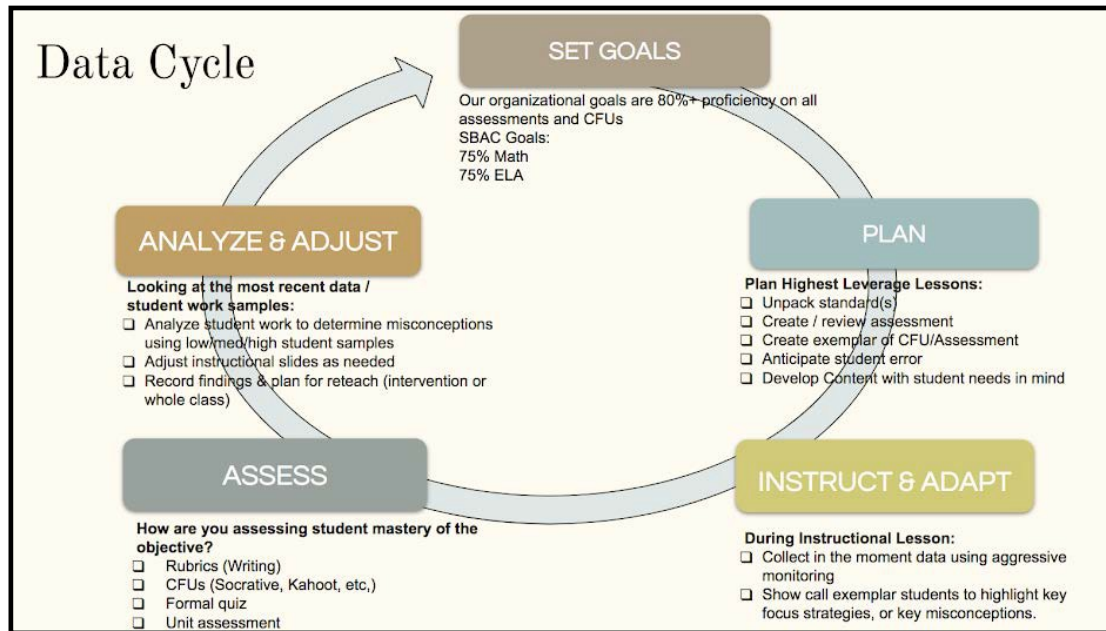 Data Cycle
SET GOALS
Our organizational goals are 80%+ proficiency on all
assessments and CFUs
SBAC Goals:
75% Math
75% ELA
PLAN
Plan Highest Leverage Lessons:
❏ Unpack standard(s)
❏ Create / review assessment
❏ Create exemplar of CFU/Assessment
❏ Anticipate student error
❏ Develop Content with student needs in mind
INSTRUCT & ADAPT
During Instructional Lesson:
❏ Collect in the moment data using aggressive
monitoring
❏ Show call exemplar students to highlight key
focus strategies, or key misconceptions.
ASSESS
How are you assessing student mastery of the
objective?
❏ Rubrics (Writing)
❏ CFUs (Socrative, Kahoot, etc,)
❏ Formal quiz
❏ Unit assessment
ANALYZE & ADJUST
Looking at the most recent data /
student work samples:
❏ Analyze student work to determine misconceptions
using low/med/high student samples
❏ Adjust instructional slides as needed
❏ Record findings & plan for reteach (intervention or
whole class)